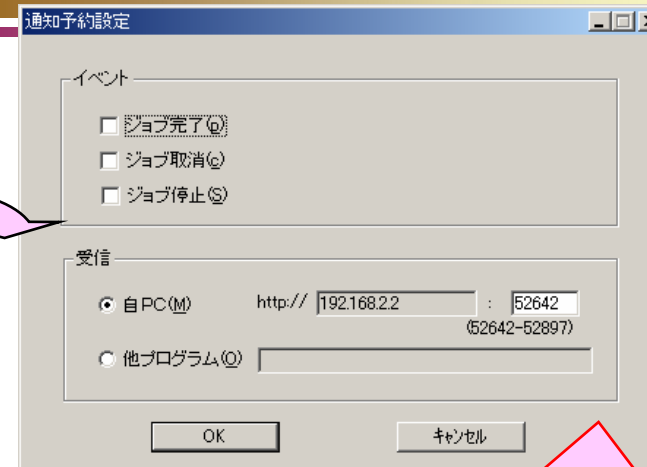 通知予約設定
イベント
ジョブ完了(p)
ジョブ取消(c)
ジョブ停止(S)
受信
自PC(M) http:// 192.168.2.2 : 52642
(52642-52897)
他プログラム(O)
OK キャンセル